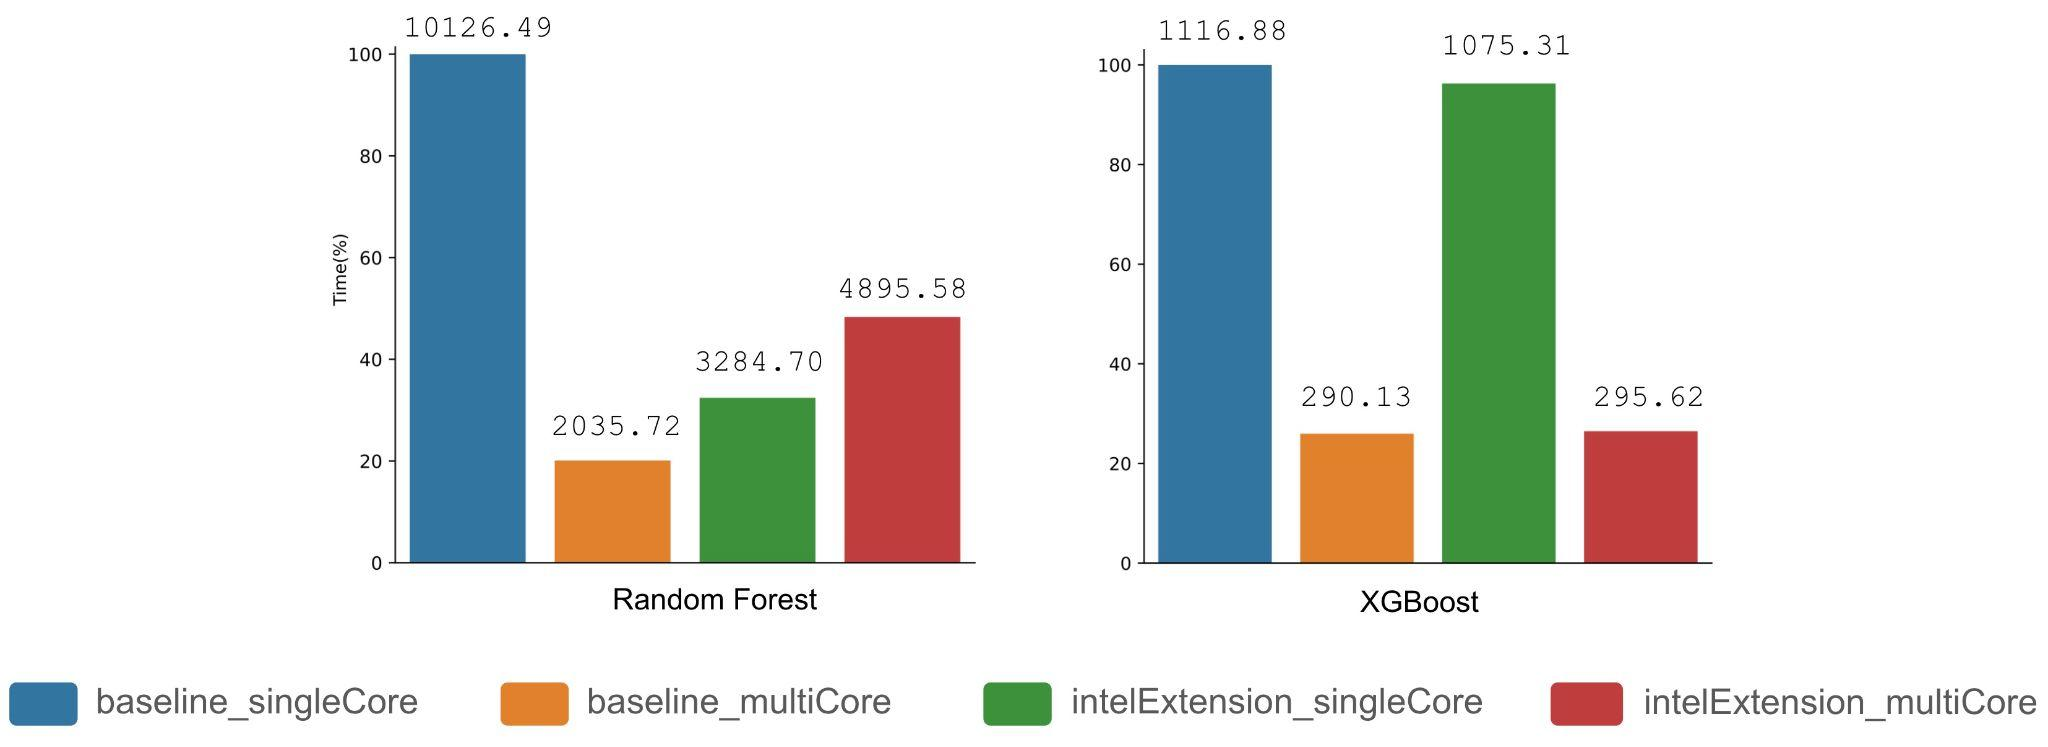 10126.49
1116.88
1075.31
100
80
60
40
20
0
Time(%)
4895.58
3284.70
2035.72
Random Forest
100
80
60
40
20
0
290.13
295.62
XGBoost
baseline_singleCore
baseline_multiCore
intelExtension_singleCore
intelExtension_multiCore